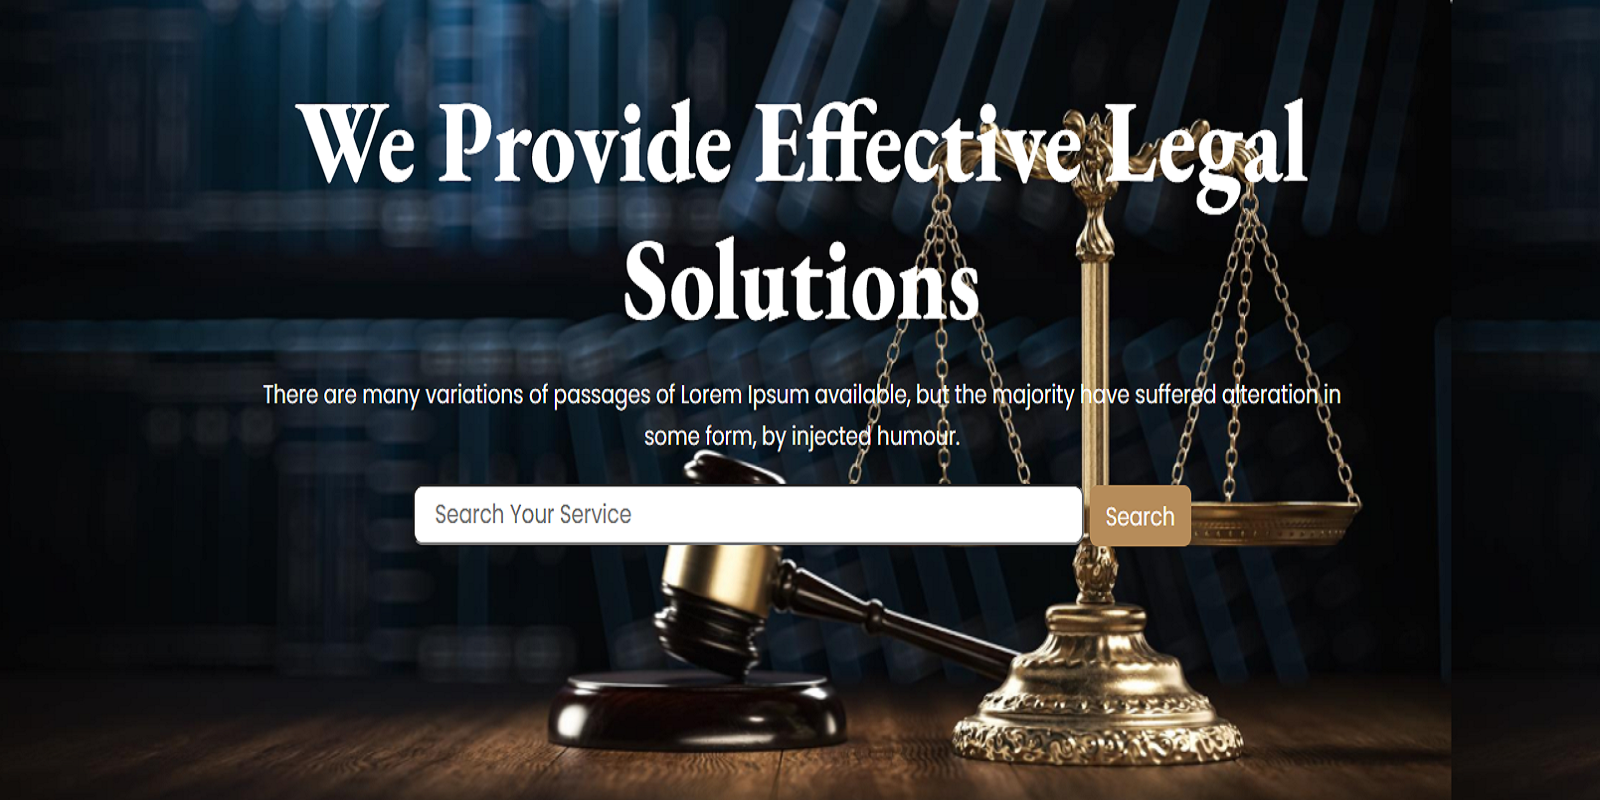 We Provide Effective Legal
Solutions
There are many variations of passages of Lorem Ipsum available, but the majority have suffered alteration in
some form, by injected humour.
Search Your Service
Search